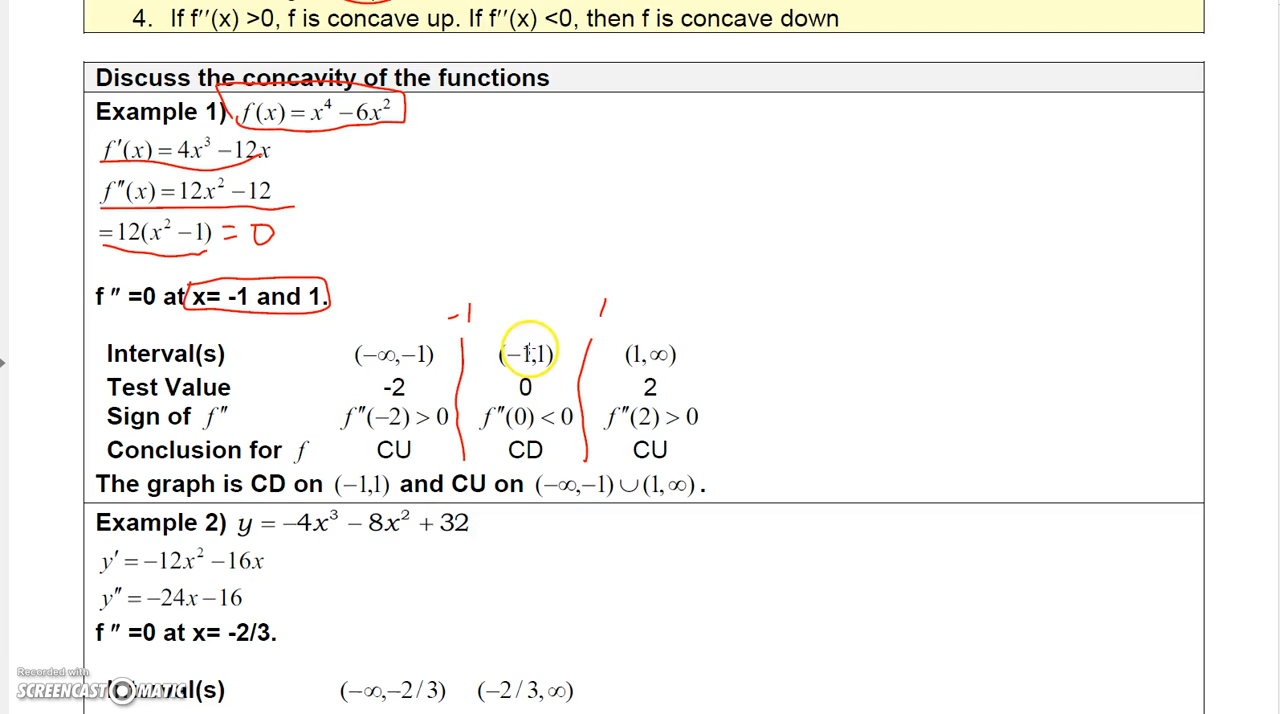 4. If f''(x) >0, f is concave up. If f''(x) <0, then f is concave down
Discuss the concavity of the functions
Example 1) f(x) = x⁴ − 6x²
f′(x) = 4x³ − 12x
f″(x) = 12x² − 12
= 12(x² − 1) = 0
f ″ =0 at x= -1 and 1.
-1 1
Interval(s) (−∞,−1) (−1,1) (1,∞)
Test Value -2 0 2
Sign of f″ f″(−2) > 0 f″(0) < 0 f″(2) > 0
Conclusion for f CU CD CU
The graph is CD on (−1,1) and CU on (−∞,−1) ∪ (1,∞).
Example 2) y = −4x³ − 8x² + 32
y′ = −12x² − 16x
y″ = −24x − 16
f ″ =0 at x= -2/3.
Recorded with
SCREENCAST-O-MATIC
(s) (−∞,−2/3) (−2/3,∞)